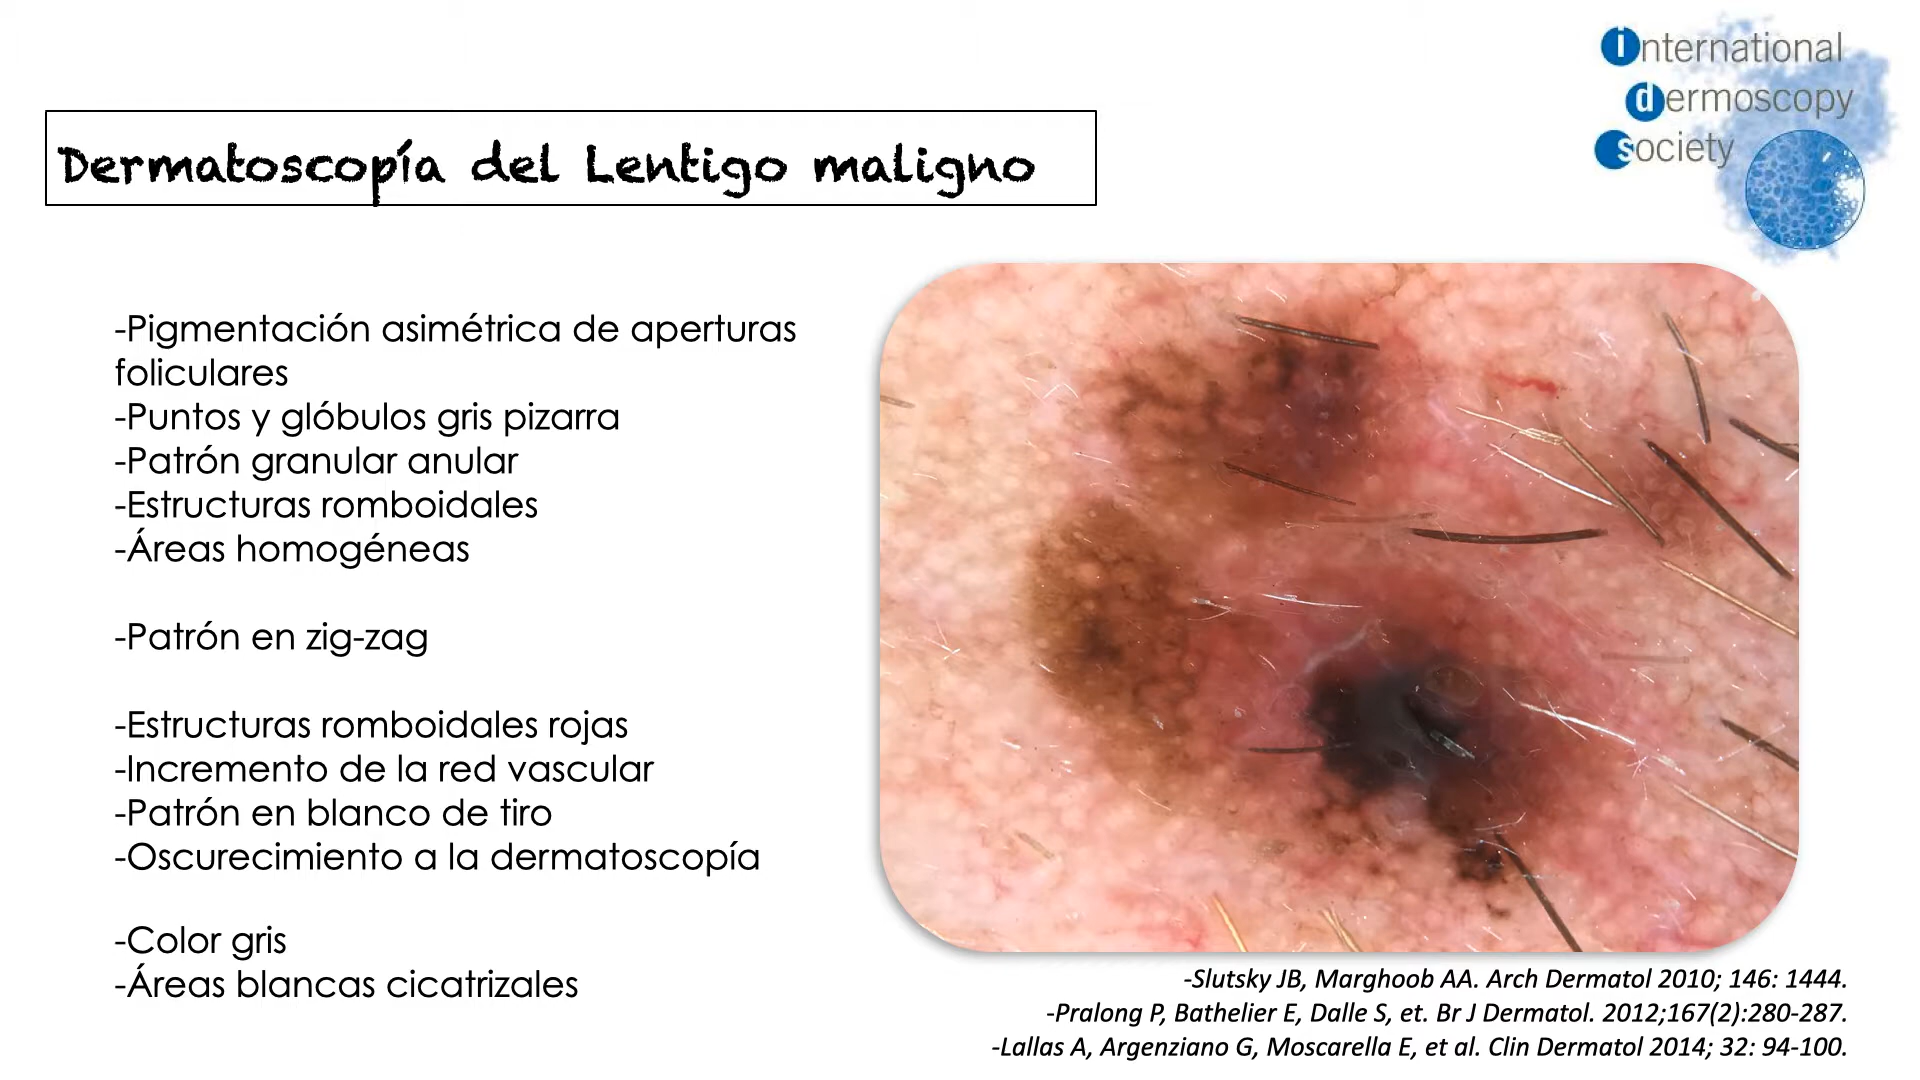 international
dermoscopy
society
Dermatoscopía del Lentigo maligno
-Pigmentación asimétrica de aperturas
foliculares
-Puntos y glóbulos gris pizarra
-Patrón granular anular
-Estructuras romboidales
-Áreas homogéneas
-Patrón en zig-zag
-Estructuras romboidales rojas
-Incremento de la red vascular
-Patrón en blanco de tiro
-Oscurecimiento a la dermatoscopía
-Color gris
-Áreas blancas cicatrizales
-Slutsky JB, Marghoob AA. Arch Dermatol 2010; 146: 1444.
-Pralong P, Bathelier E, Dalle S, et. Br J Dermatol. 2012;167(2):280-287.
-Lallas A, Argenziano G, Moscarella E, et al. Clin Dermatol 2014; 32: 94-100.